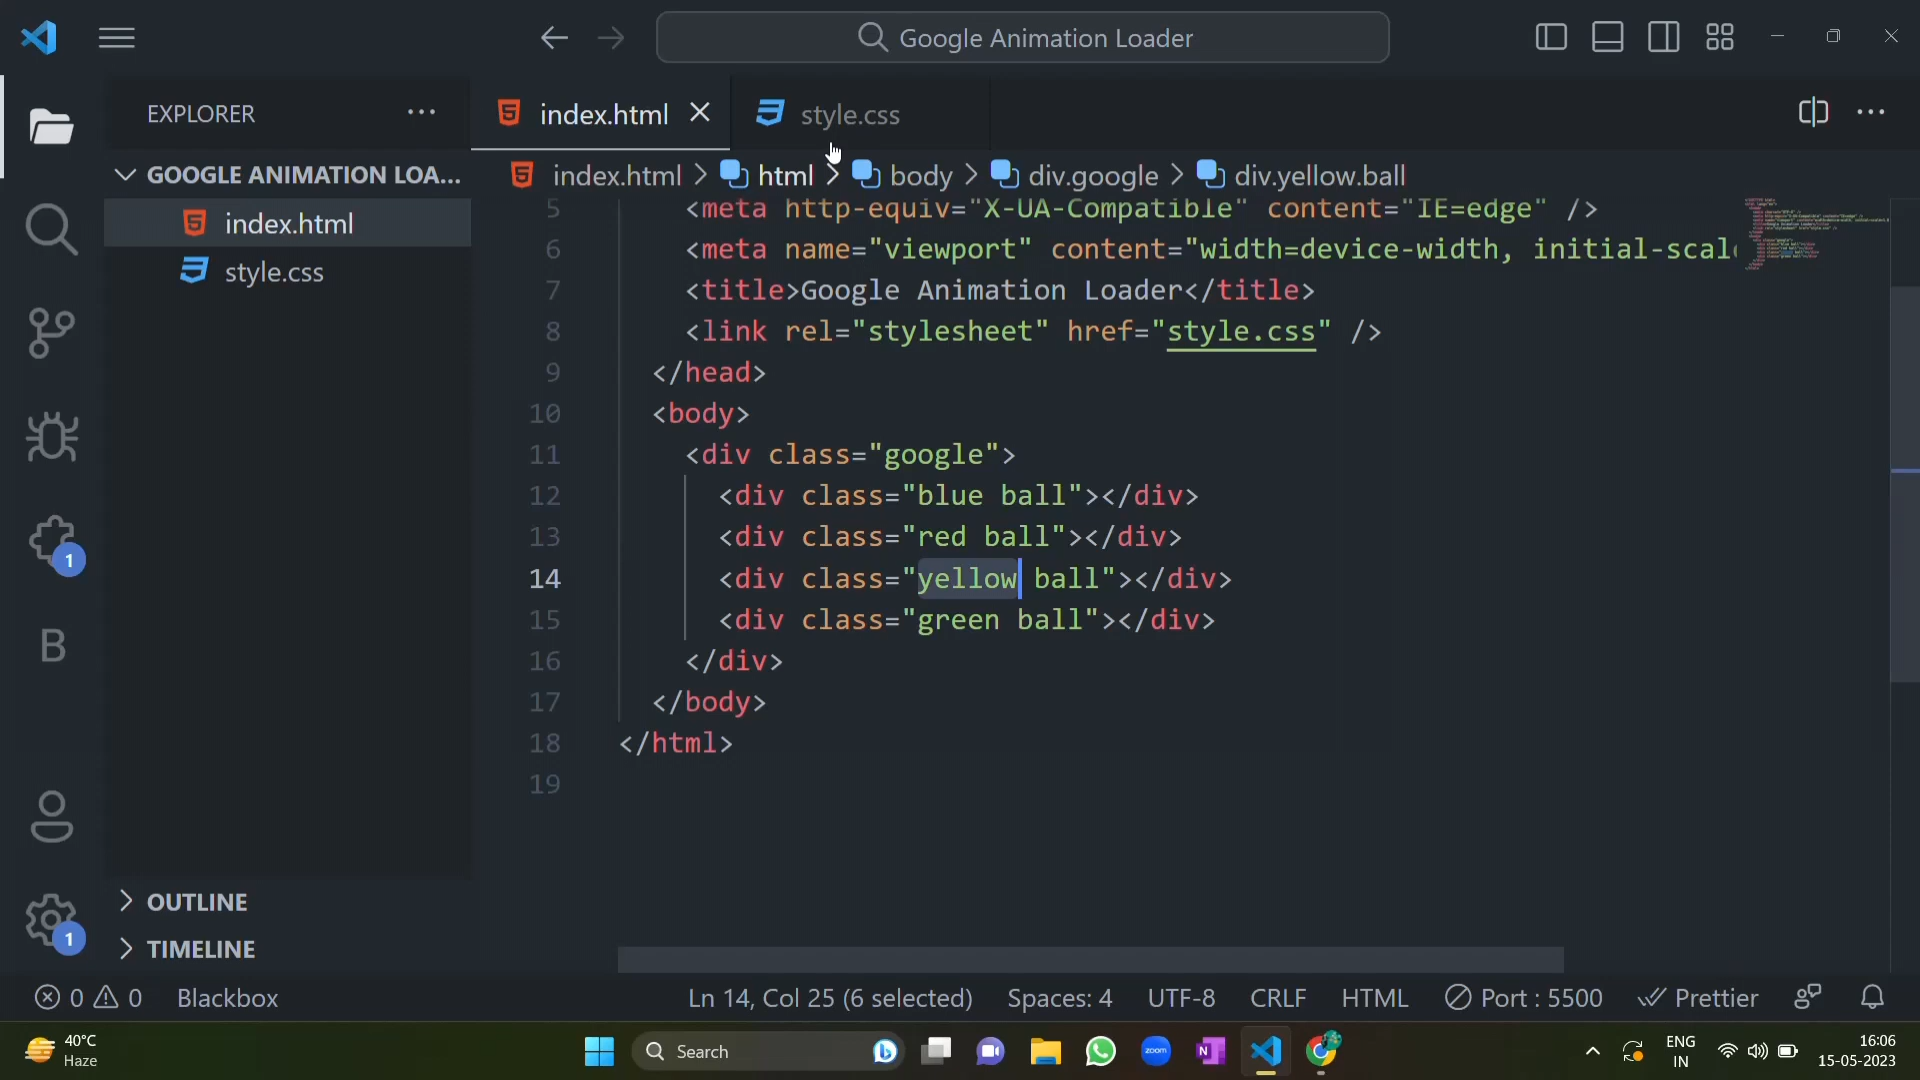 Google Animation Loader
EXPLORER
index.html
style.css
GOOGLE ANIMATION LOA...
index.html > html > body > div.google > div.yellow.ball
index.html
style.css
5 <meta http-equiv="X-UA-Compatible" content="IE=edge" />
6 <meta name="viewport" content="width=device-width, initial-scal
7 <title>Google Animation Loader</title>
8 <link rel="stylesheet" href="style.css" />
9 </head>
10 <body>
11 <div class="google">
12 <div class="blue ball"></div>
13 <div class="red ball"></div>
14 <div class="yellow ball"></div>
15 <div class="green ball"></div>
16 </div>
17 </body>
18 </html>
19
1
B
1
OUTLINE
TIMELINE
0 0 Blackbox
Ln 14, Col 25 (6 selected) Spaces: 4 UTF-8 CRLF HTML Port : 5500 Prettier
40°C
Haze
Search
zoom
N
ENG
IN
16:06
15-05-2023